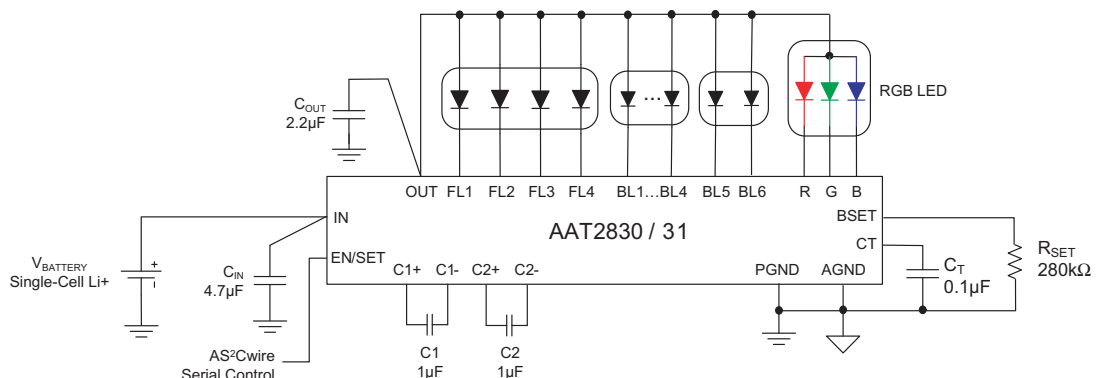 C_OUT
2.2µF
RGB LED
OUT FL1 FL2 FL3 FL4 BL1...BL4 BL5 BL6 R G B
IN
BSET
AAT2830 / 31
CT
EN/SET
C1+ C1- C2+ C2-
PGND AGND
V_BATTERY
Single-Cell Li+
+
-
C_IN
4.7µF
C_T
0.1µF
R_SET
280kΩ
C1
1µF
C2
1µF
AS²Cwire
Serial Control
...